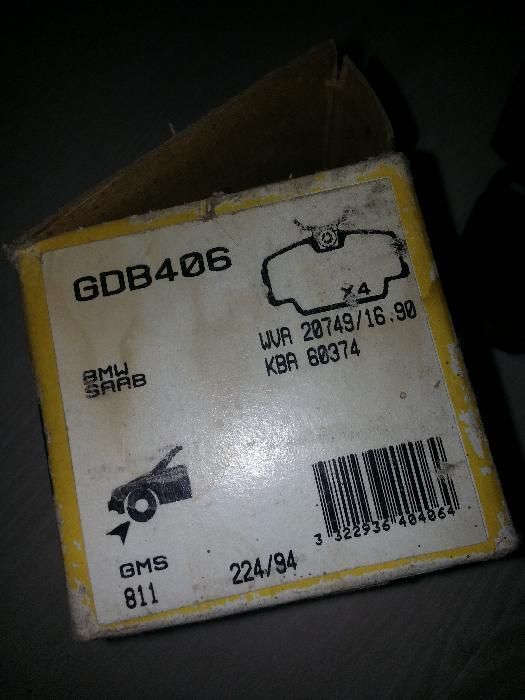 GDB406
X4
WVA 20749/16.90
KBA 60374
BMW
SAAB
3 322936 404064
GMS
811
224/94